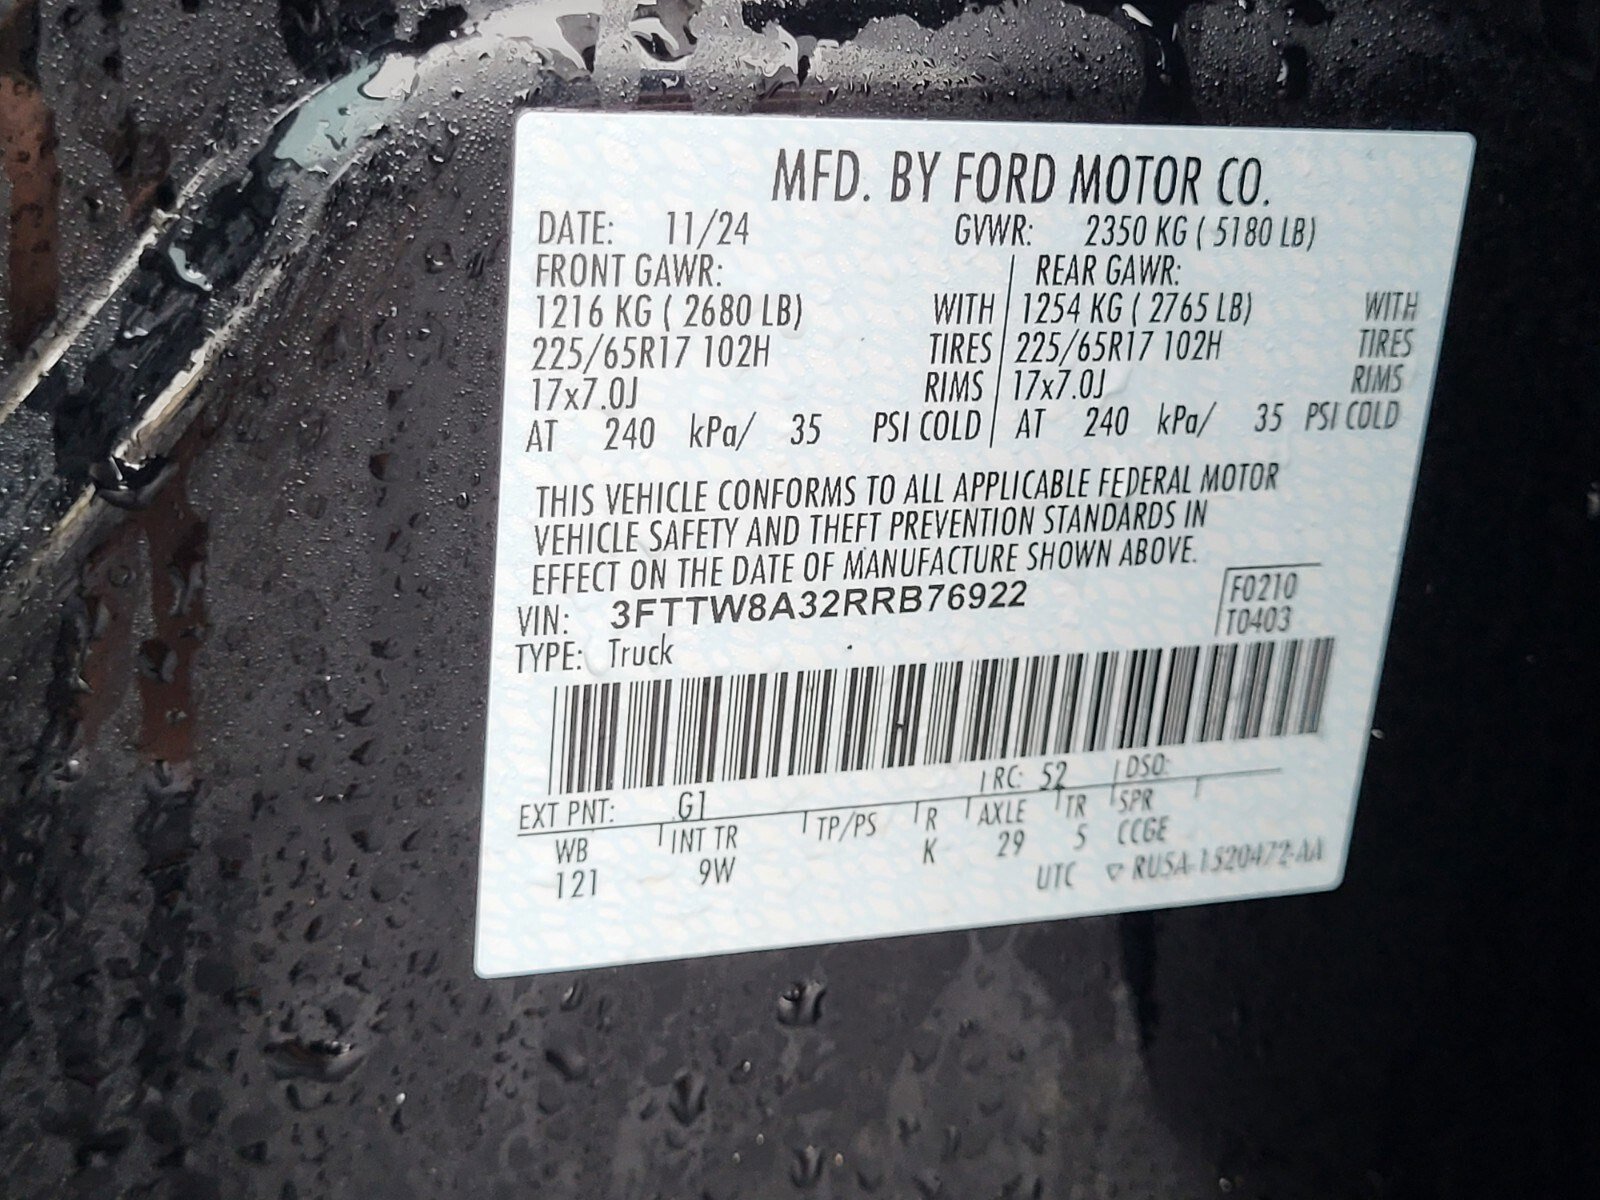 MFD. BY FORD MOTOR CO.
DATE: 11/24 GVWR: 2350 KG ( 5180 LB)
FRONT GAWR: REAR GAWR:
1216 KG ( 2680 LB) WITH 1254 KG ( 2765 LB) WITH
225/65R17 102H TIRES 225/65R17 102H TIRES
17x7.0J RIMS 17x7.0J RIMS
AT 240 kPa/ 35 PSI COLD AT 240 kPa/ 35 PSI COLD
THIS VEHICLE CONFORMS TO ALL APPLICABLE FEDERAL MOTOR
VEHICLE SAFETY AND THEFT PREVENTION STANDARDS IN
EFFECT ON THE DATE OF MANUFACTURE SHOWN ABOVE.
VIN: 3FTTW8A32RRB76922 F0210
TYPE: Truck T0403
EXT PNT: G1 RC: 52 DSO:
WB INT TR TP/PS R AXLE TR SPR
121 9W K 29 5 CCGE
UTC ▽ RUSA-1520472-AA